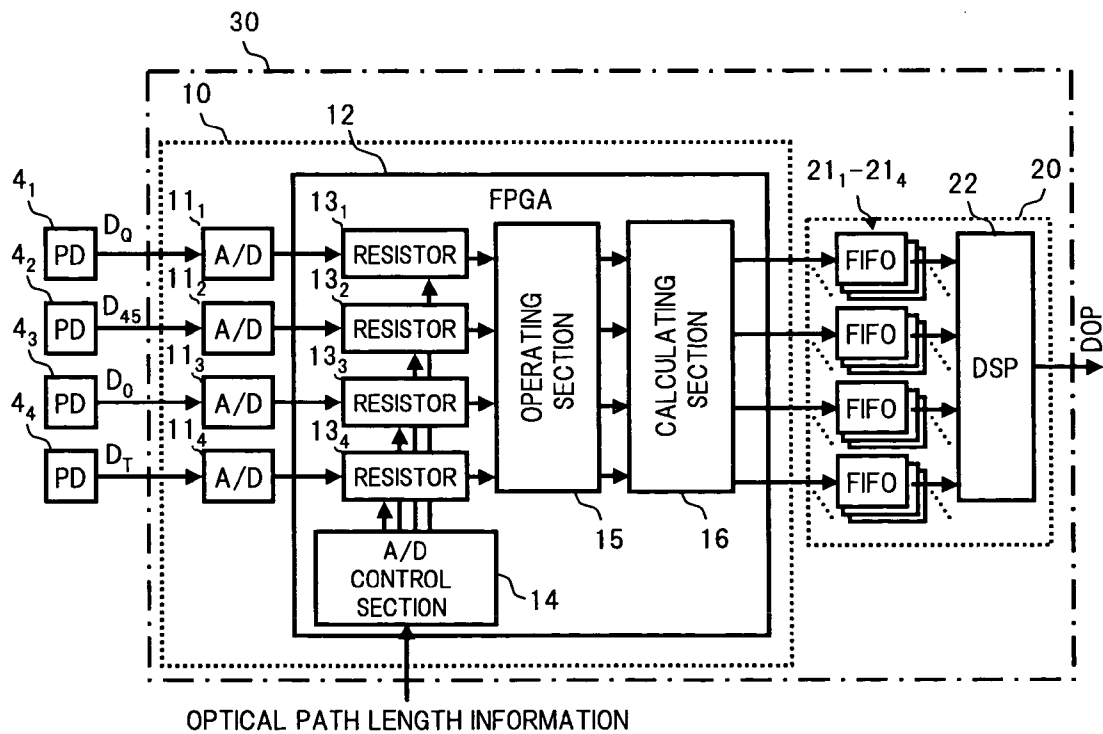 30
10
12
FPGA
4₁
PD
D_Q
11₁
A/D
13₁
RESISTOR
4₂
PD
D₄₅
11₂
A/D
13₂
RESISTOR
4₃
PD
D₀
11₃
A/D
13₃
RESISTOR
4₄
PD
D_T
11₄
A/D
13₄
RESISTOR
OPERATING
SECTION
15
CALCULATING
SECTION
16
A/D
CONTROL
SECTION
14
21₁-21₄
20
22
FIFO
FIFO
FIFO
FIFO
DSP
DOP
OPTICAL PATH LENGTH INFORMATION